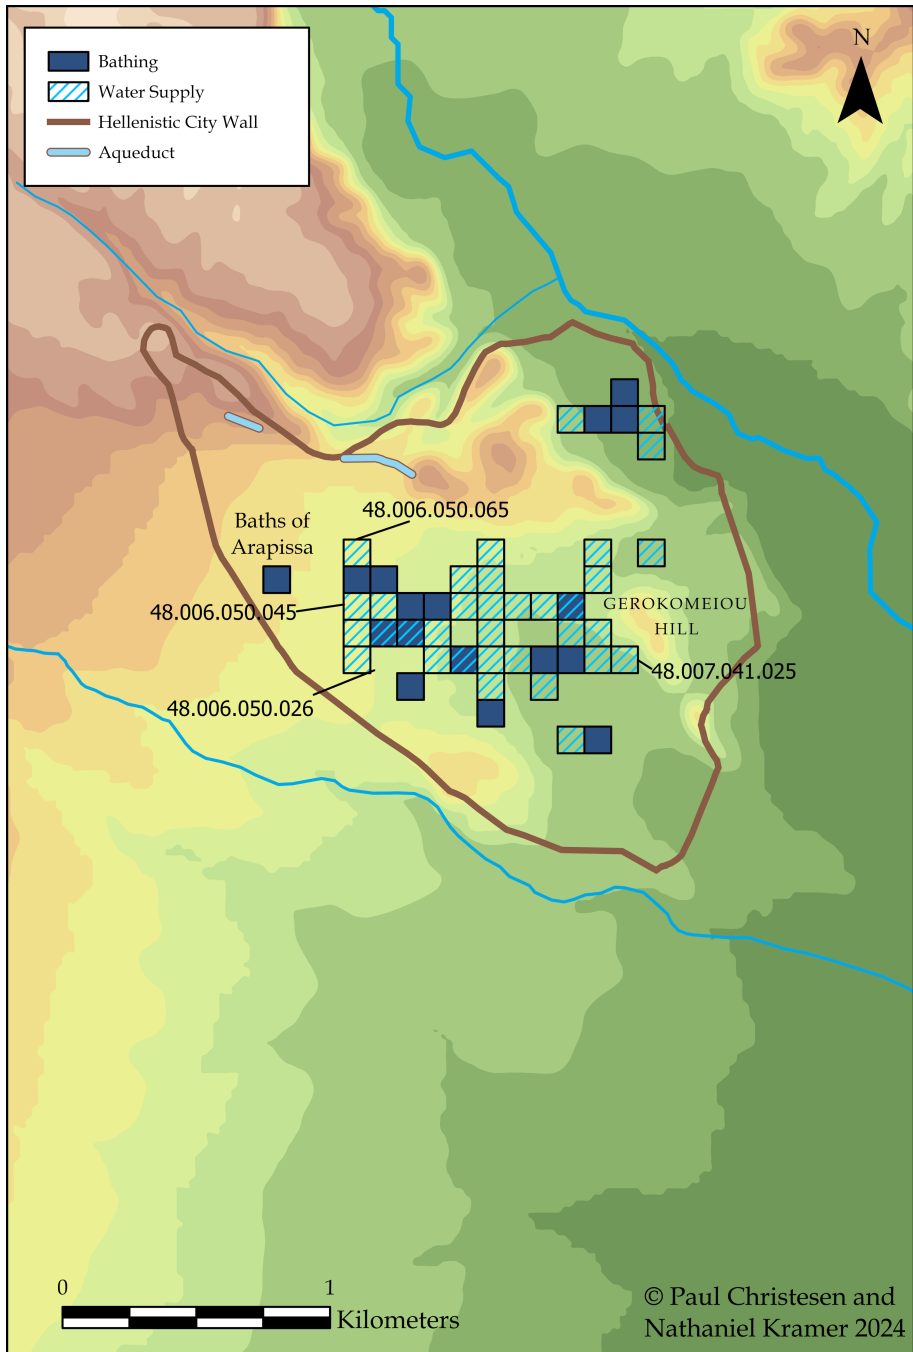 Bathing
Water Supply
Hellenistic City Wall
Aqueduct
N
48.006.050.065
Baths of
Arapissa
48.006.050.045
GEROKOMEIOU
HILL
48.007.041.025
48.006.050.026
0 1
Kilometers
© Paul Christesen and
Nathaniel Kramer 2024